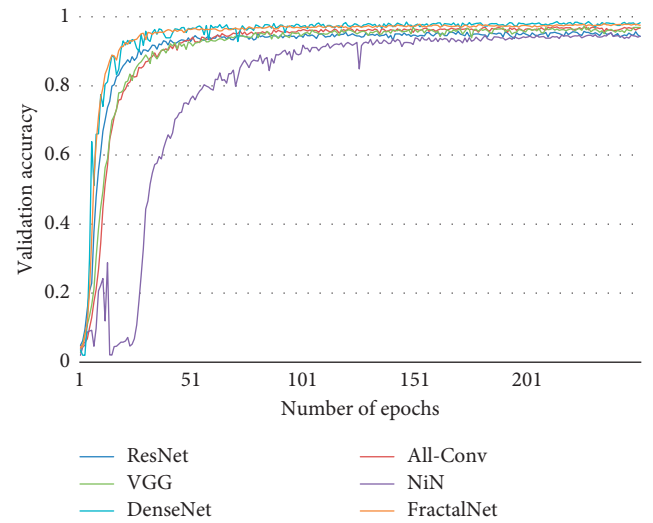 1
0.8
0.6
0.4
0.2
0
Validation accuracy
1 51 101 151 201
Number of epochs
ResNet All-Conv
VGG NiN
DenseNet FractalNet